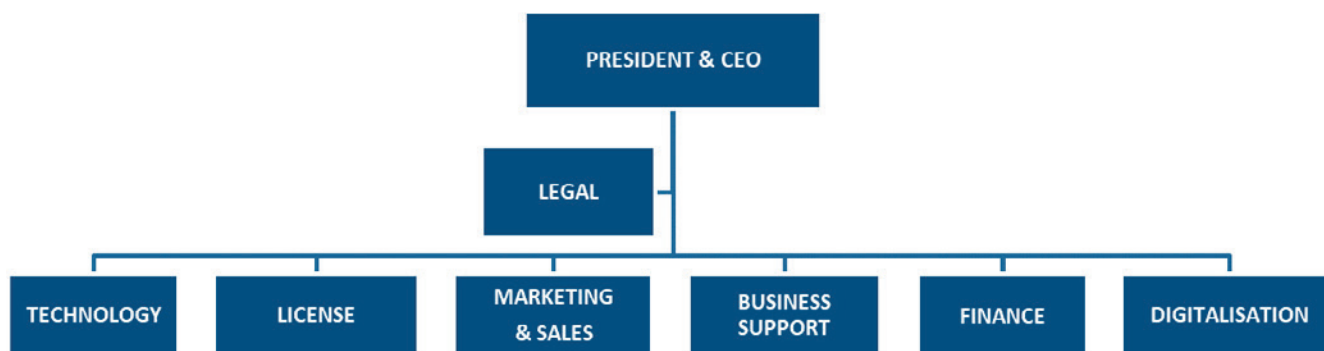 PRESIDENT & CEO
LEGAL
TECHNOLOGY
LICENSE
MARKETING
& SALES
BUSINESS
SUPPORT
FINANCE
DIGITALISATION